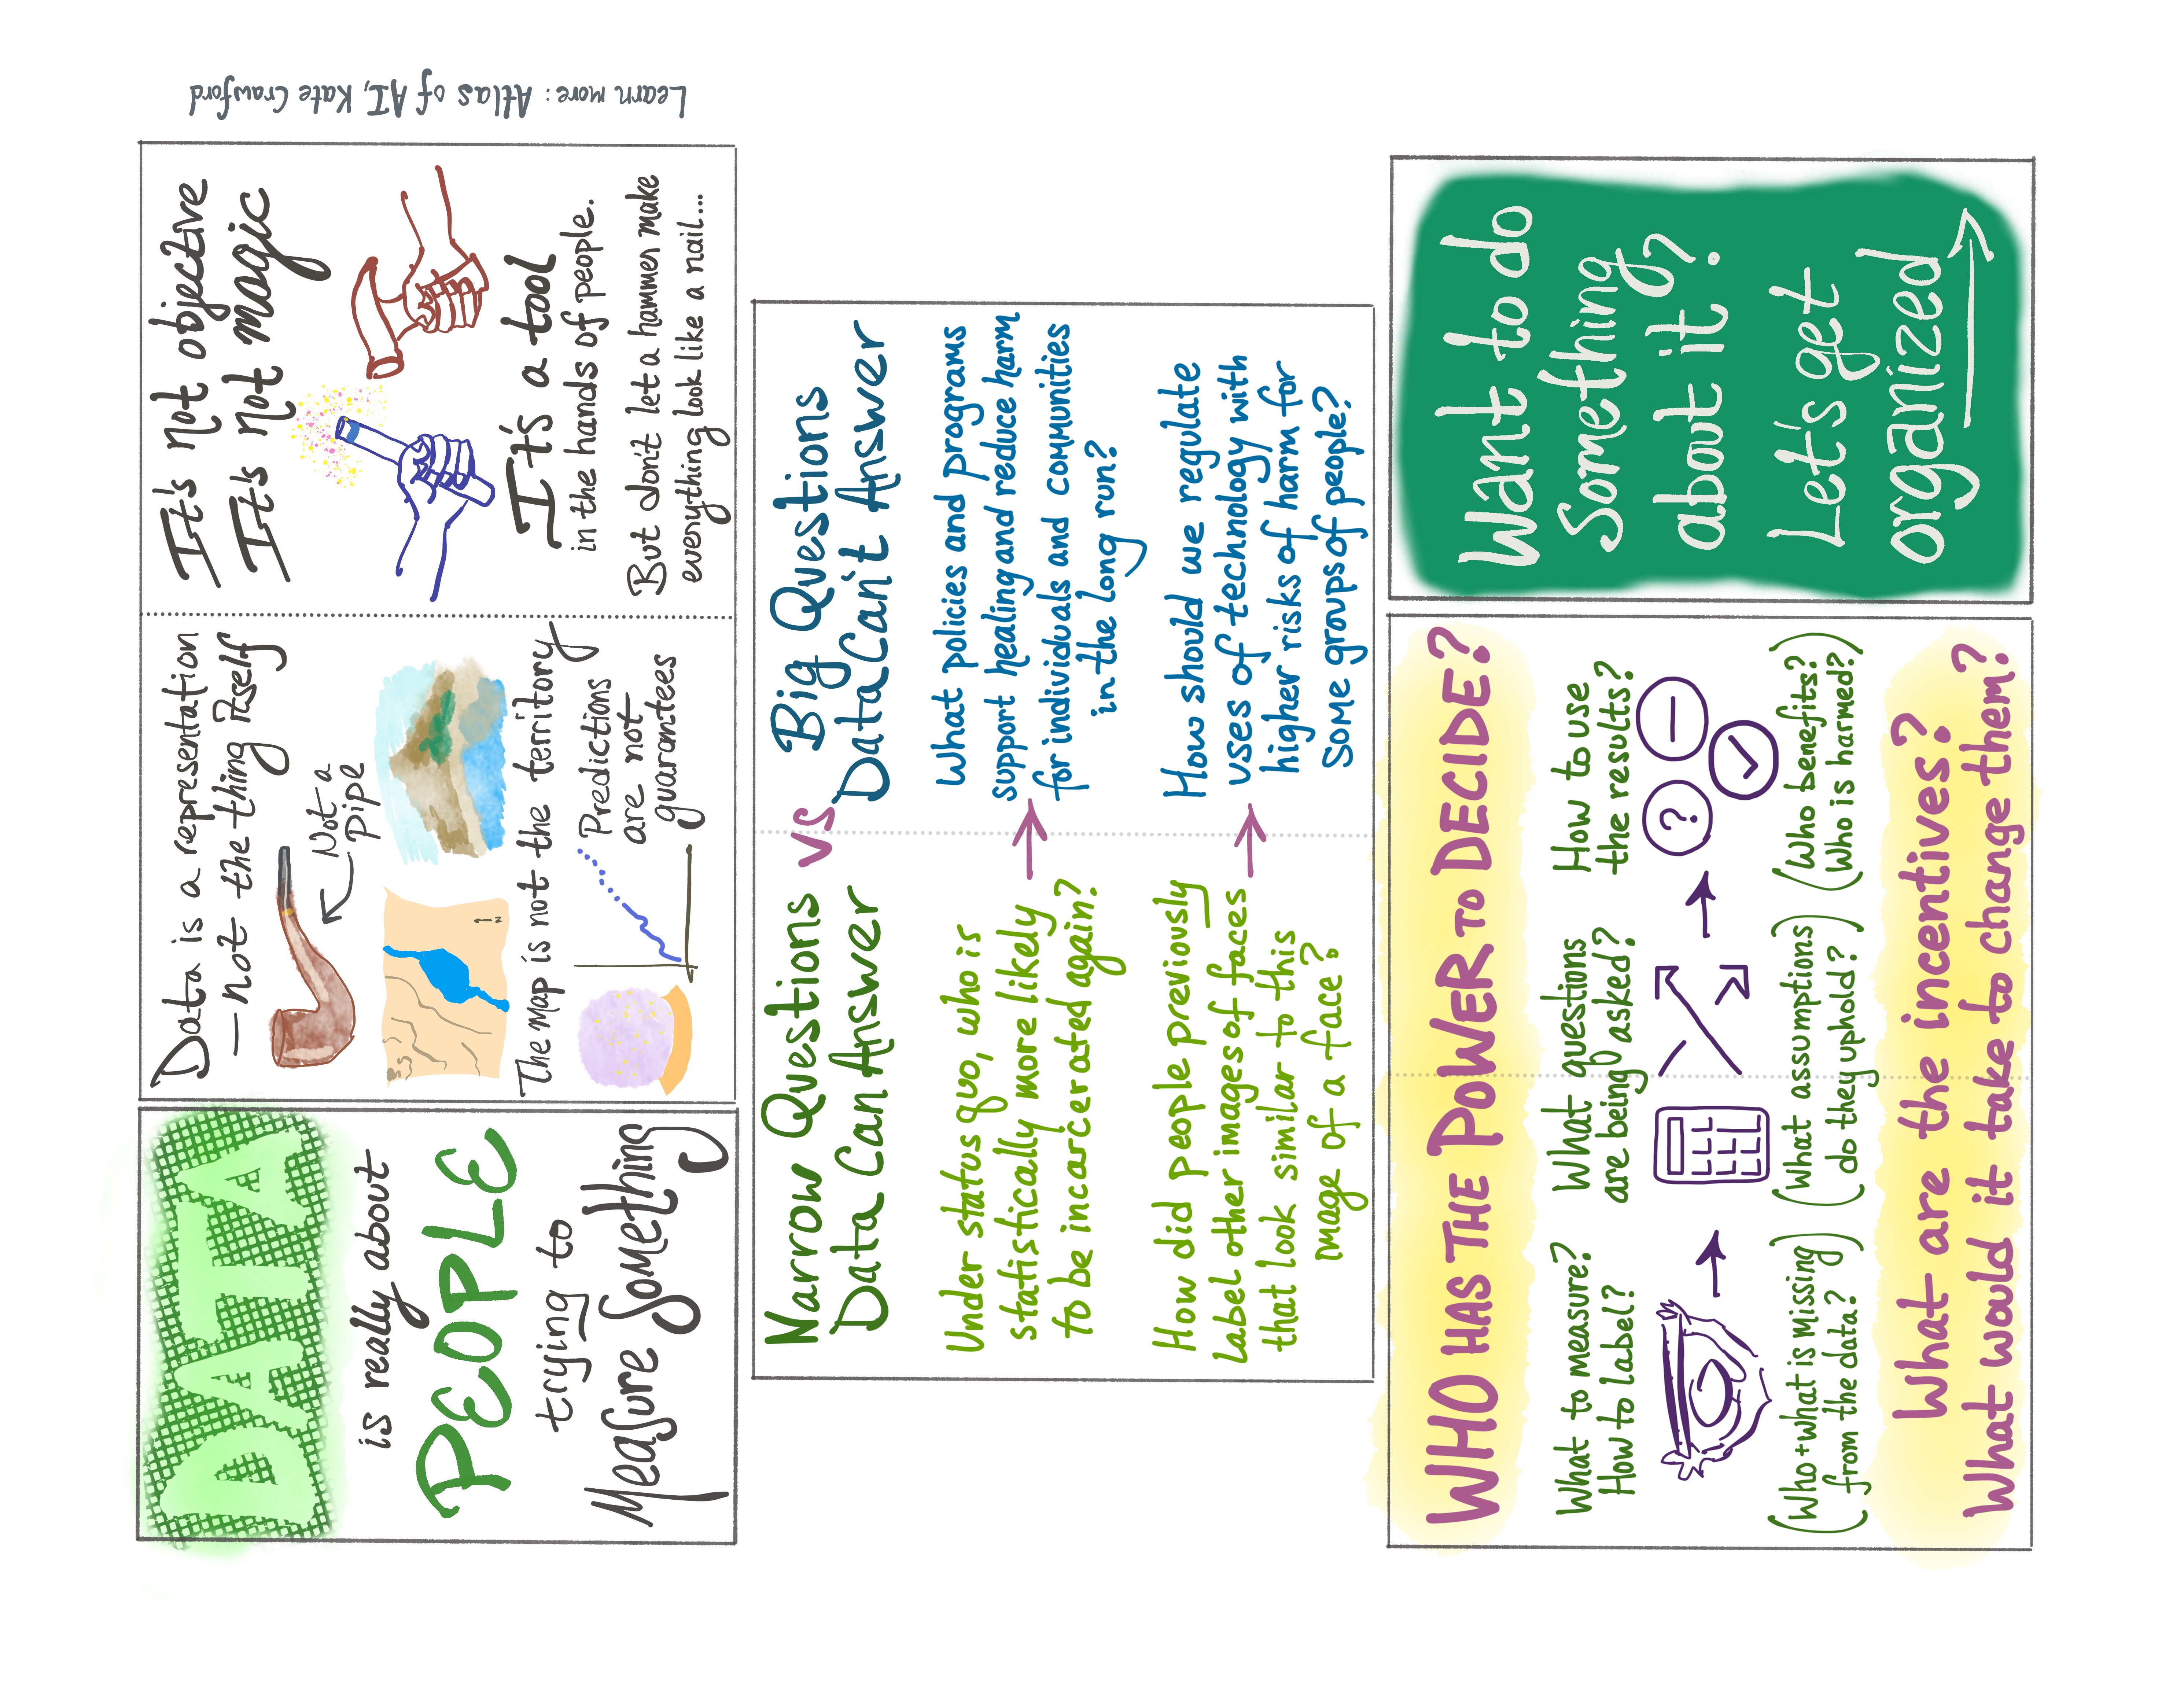 DATA
is really about
PEOPLE
trying to
Measure Something
Data is a representation
— not the thing itself
Not a
pipe
N
The map is not the territory
Predictions
are not
guarantees
It's not objective
It's not magic
It's a tool
in the hands of people.
But don't let a hammer make
everything look like a nail...
Learn more: Atlas of AI, Kate Crawford
Narrow Questions
Data Can Answer
vs
Big Questions
Data Can't Answer
Under status quo, who is
statistically more likely
to be incarcerated again?
What policies and programs
support healing and reduce harm
for individuals and communities
in the long run?
How did people previously
label other images of faces
that look similar to this
image of a face?
How should we regulate
uses of technology with
higher risks of harm for
some groups of people?
WHO HAS THE POWER TO DECIDE?
What to measure?
How to label?
(Who + what is missing
from the data?)
What questions
are being asked?
(What assumptions
do they uphold?)
How to use
the results?
?
(Who benefits?
Who is harmed?)
What are the incentives?
What would it take to change them?
Want to do
Something
about it?
Let's get
organized